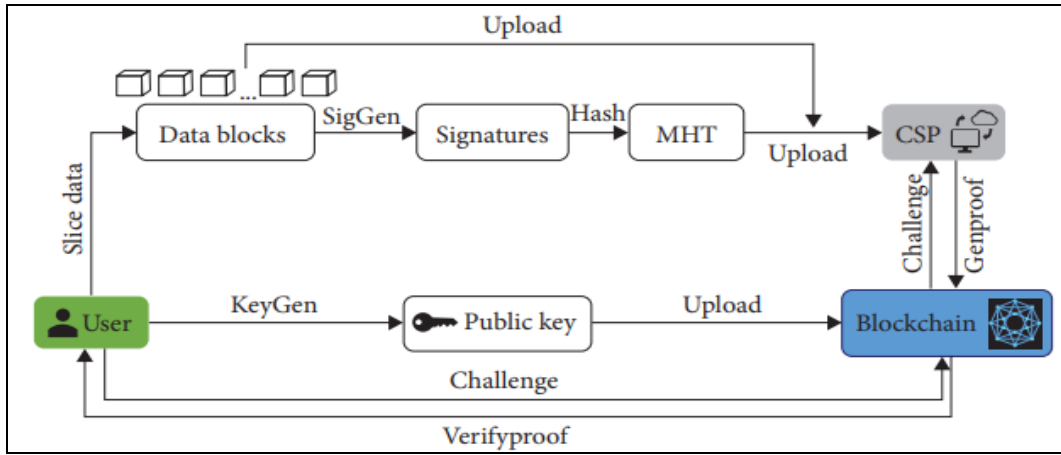 Upload
...
Data blocks
SigGen
Signatures
Hash
MHT
Upload
CSP
Slice data
Challenge
Genproof
User
KeyGen
Public key
Upload
Blockchain
Challenge
Verifyproof